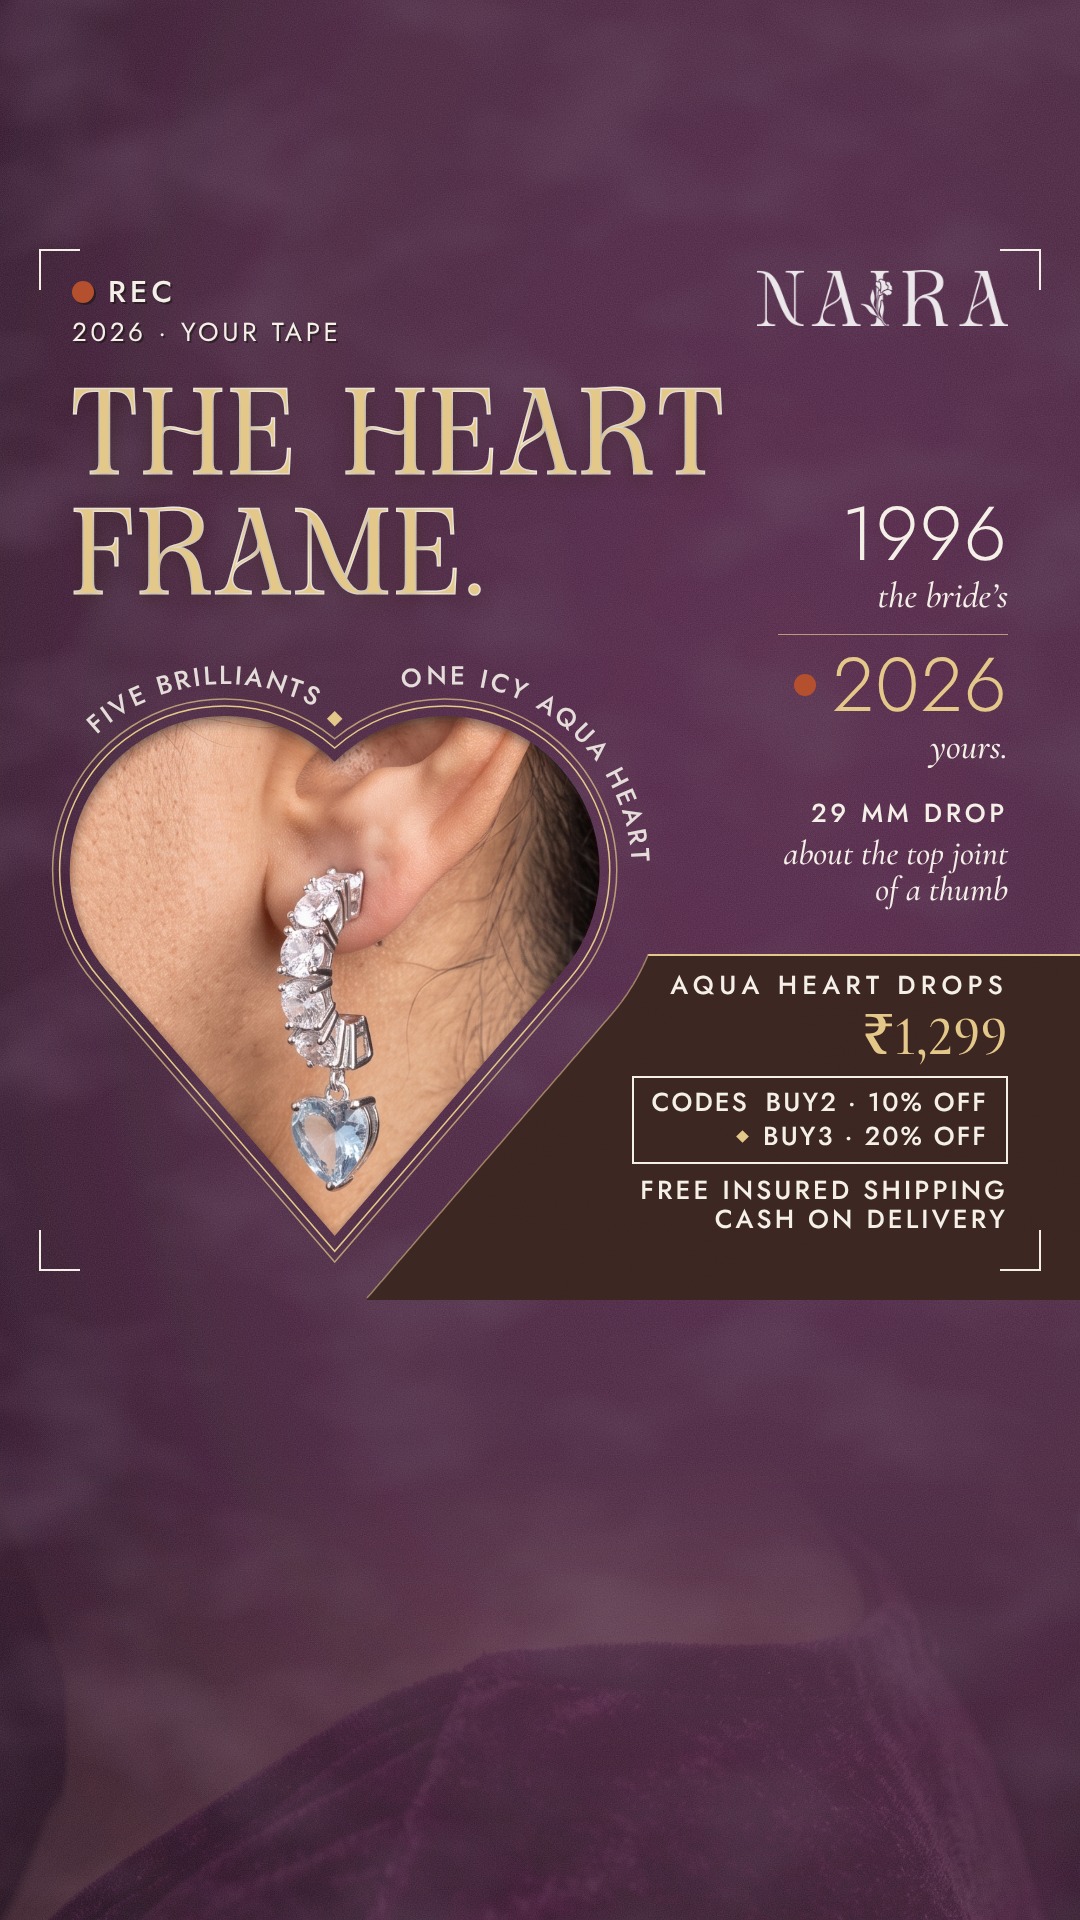 REC
2026 · YOUR TAPE
NAIRA
THE HEART
FRAME.
1996
the bride’s
2026
yours.
FIVE BRILLIANTS ◆ ONE ICY AQUA HEART
29 MM DROP
about the top joint
of a thumb
AQUA HEART DROPS
₹1,299
CODES BUY2 · 10% OFF
◆ BUY3 · 20% OFF
FREE INSURED SHIPPING
CASH ON DELIVERY